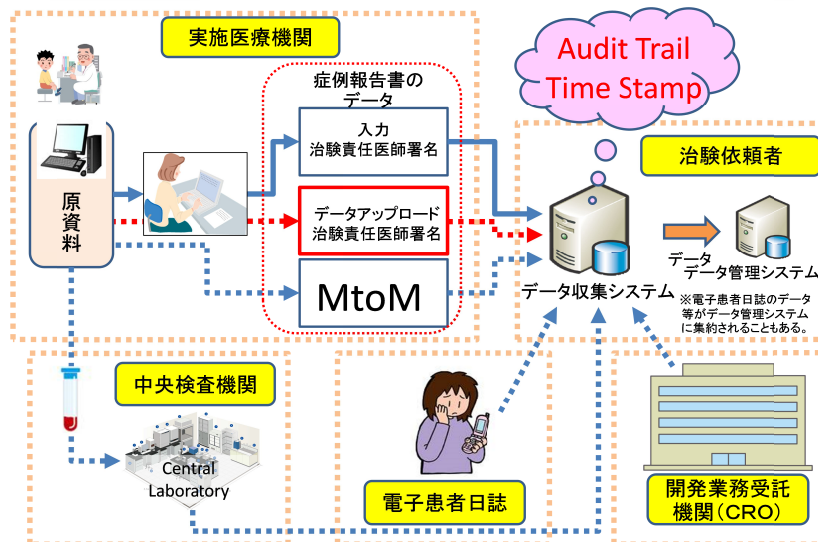 実施医療機関
Audit Trail
Time Stamp
症例報告書の
データ
入力
治験責任医師署名
治験依頼者
原資料
データアップロード
治験責任医師署名
MtoM
データ収集システム
データ
データ管理システム
※電子患者日誌のデータ
等がデータ管理システム
に集約されることもある。
中央検査機関
Central
Laboratory
電子患者日誌
開発業務受託
機関(CRO)